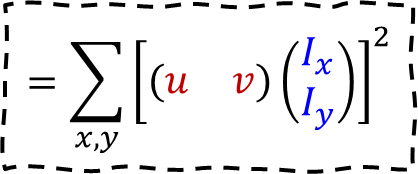 = ∑_{x,y} [(u v) (I_x I_y)]^2